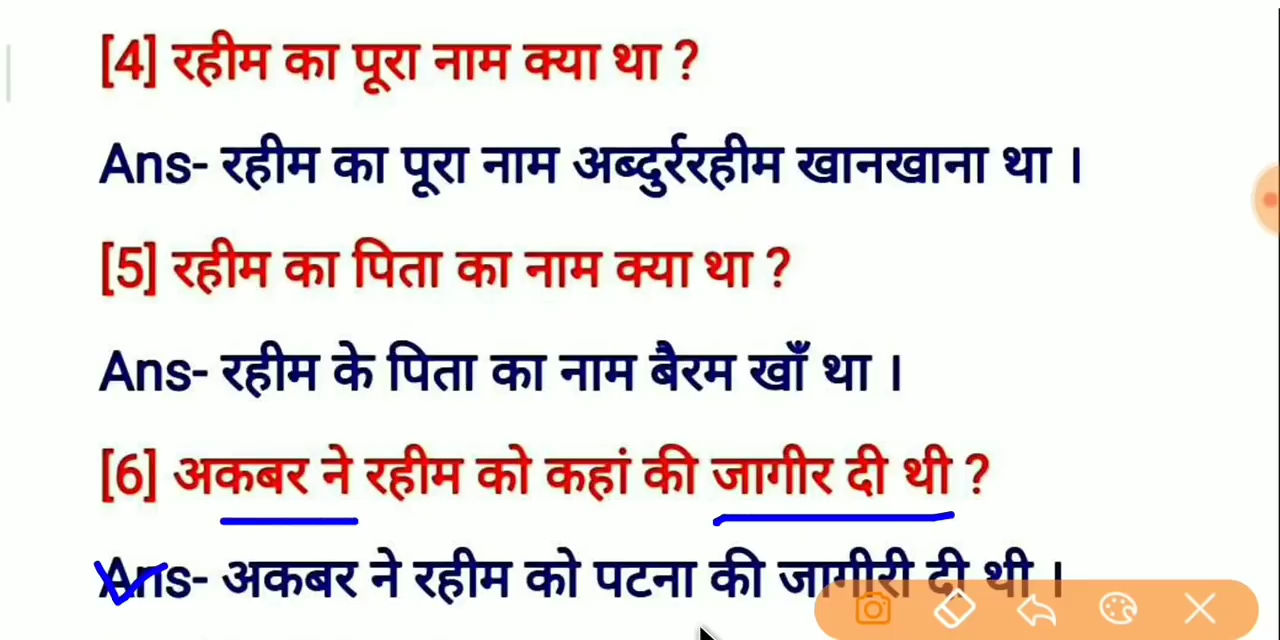 [4] रहीम का पूरा नाम क्या था ?
Ans- रहीम का पूरा नाम अब्दुर्ररहीम खानखाना था ।
[5] रहीम का पिता का नाम क्या था ?
Ans- रहीम के पिता का नाम बैरम खाँ था ।
[6] अकबर ने रहीम को कहां की जागीर दी थी ?
Ans- अकबर ने रहीम को पटना की जागीरी दी थी ।